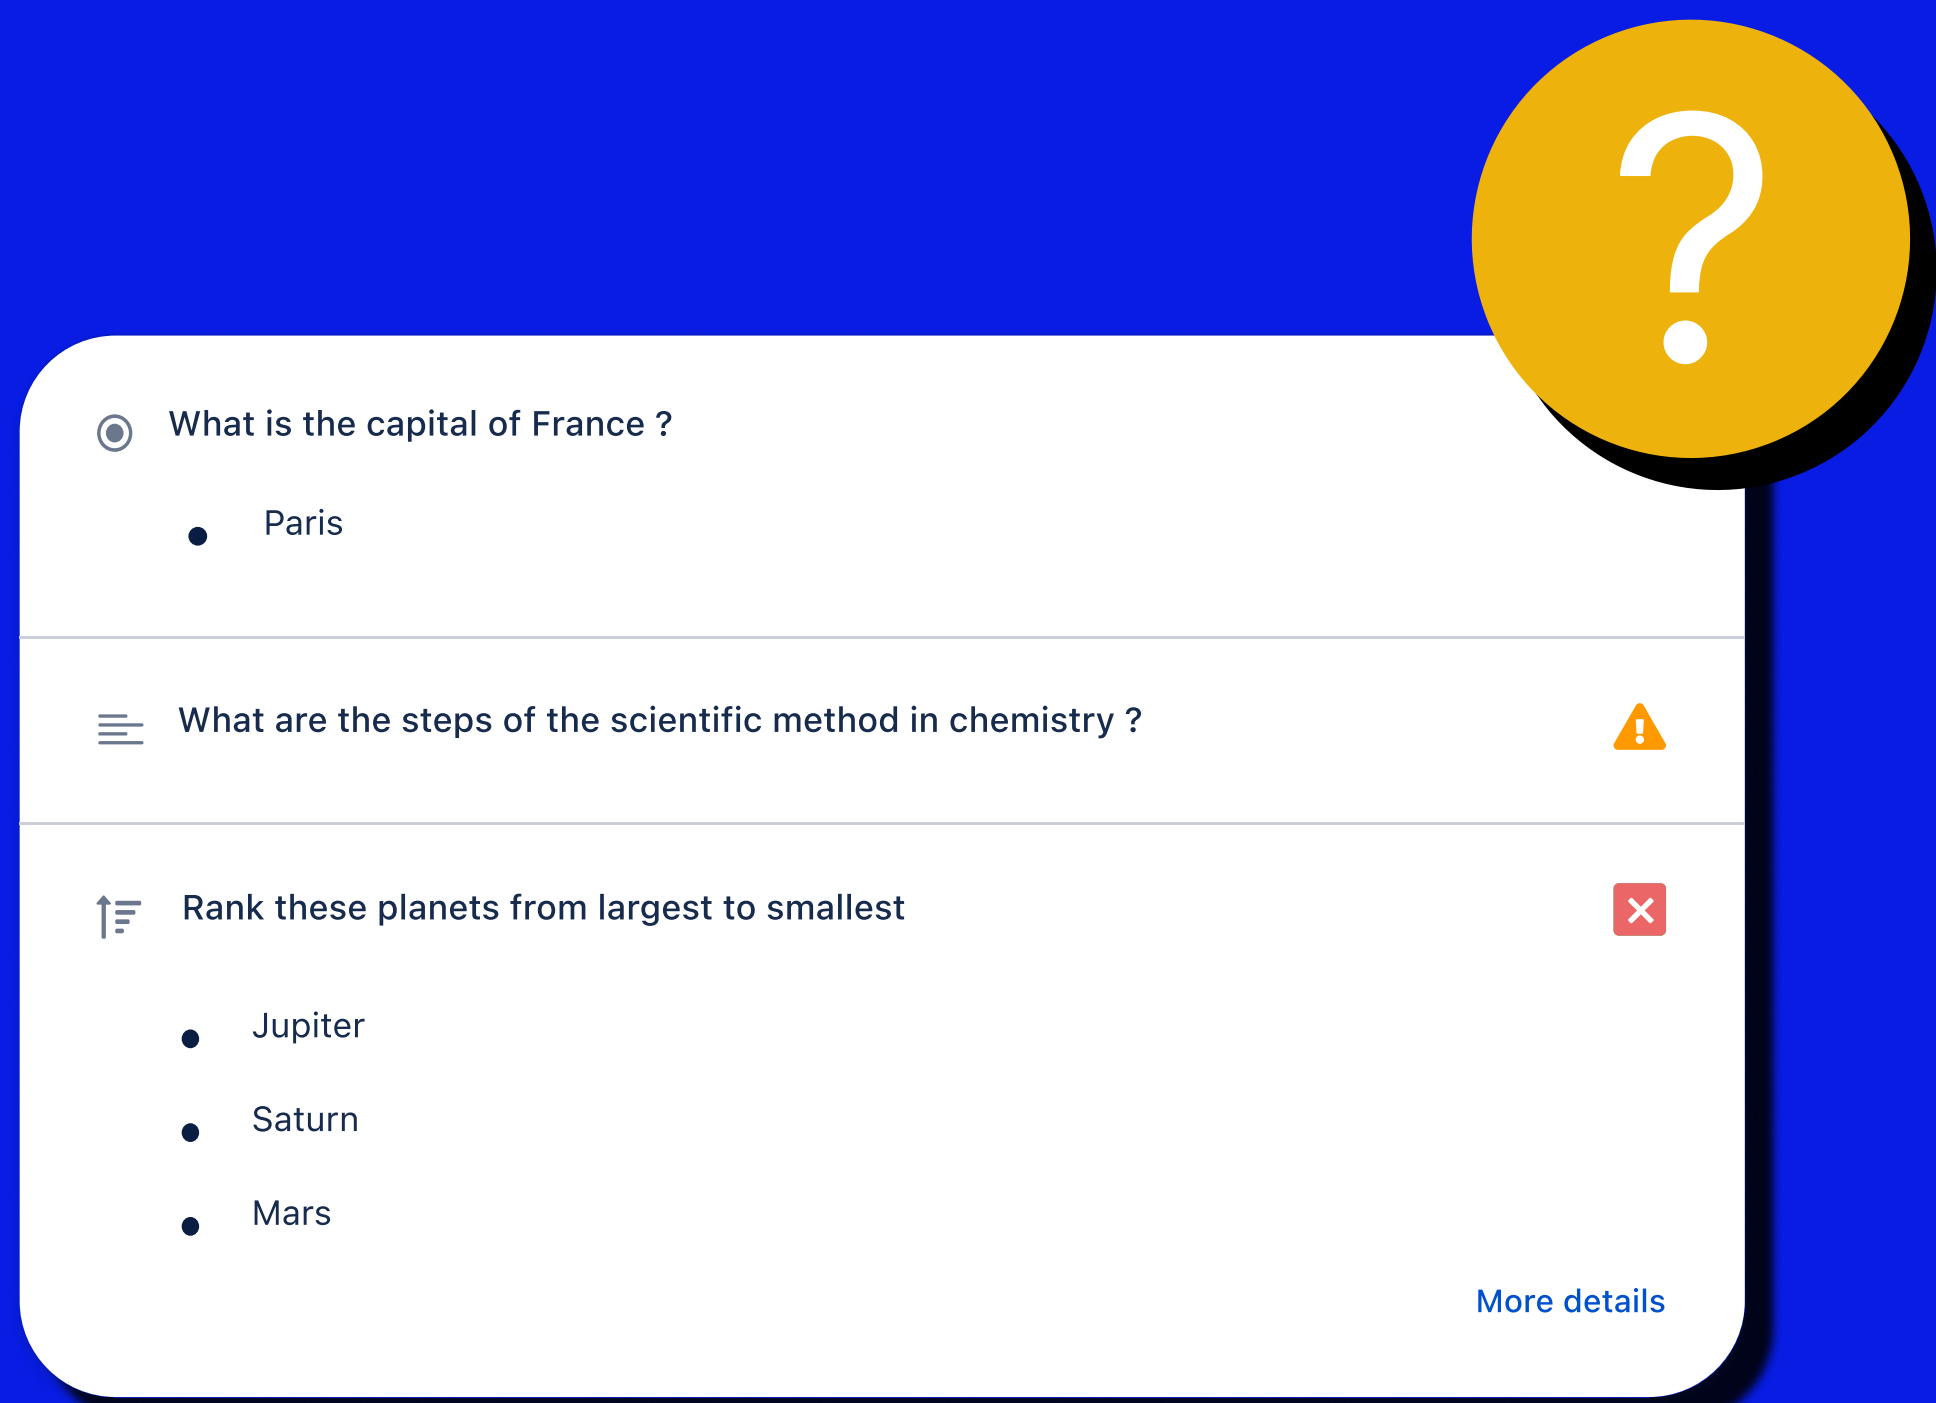 ?
What is the capital of France ?
Paris
What are the steps of the scientific method in chemistry ?
Rank these planets from largest to smallest
Jupiter
Saturn
Mars
More details